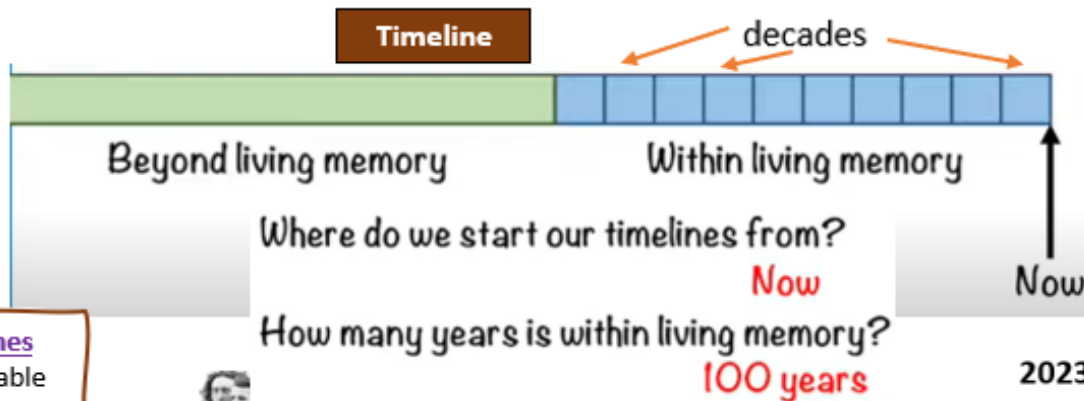 Timeline
decades
Beyond living memory
Within living memory
Where do we start our timelines from?
Now
Now
How many years is within living memory?
100 years
2023